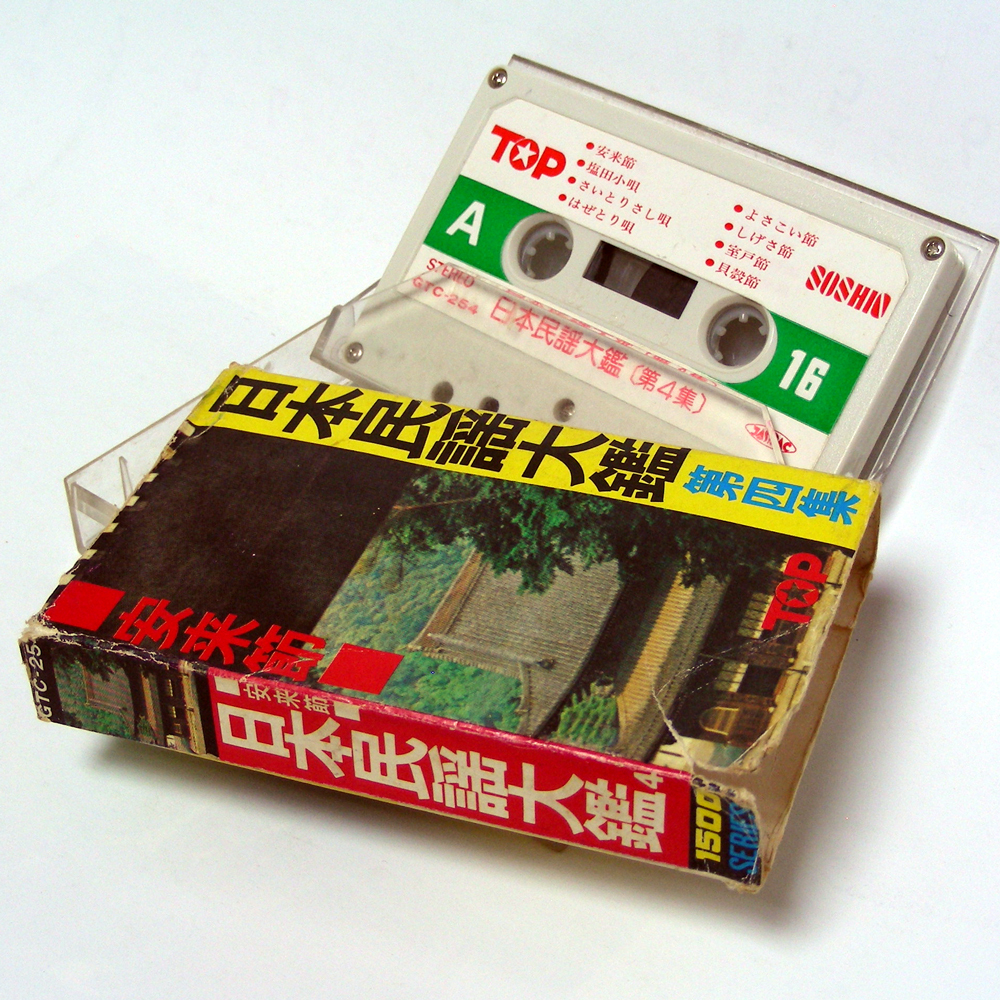 TOP
●安来節
●塩田小唄
●さいとりさし唄
●はぜとり唄
●よさこい節
●しげさ節
●室戸節
●貝殻節
SOSHIN
A
16
STEREO
GTC-254
日本民謡大鑑(第4集)
日本民謡大鑑 第四集
TOP
安来節
GTC-25
安来節
日本民謡大鑑 4
1500
SERIES